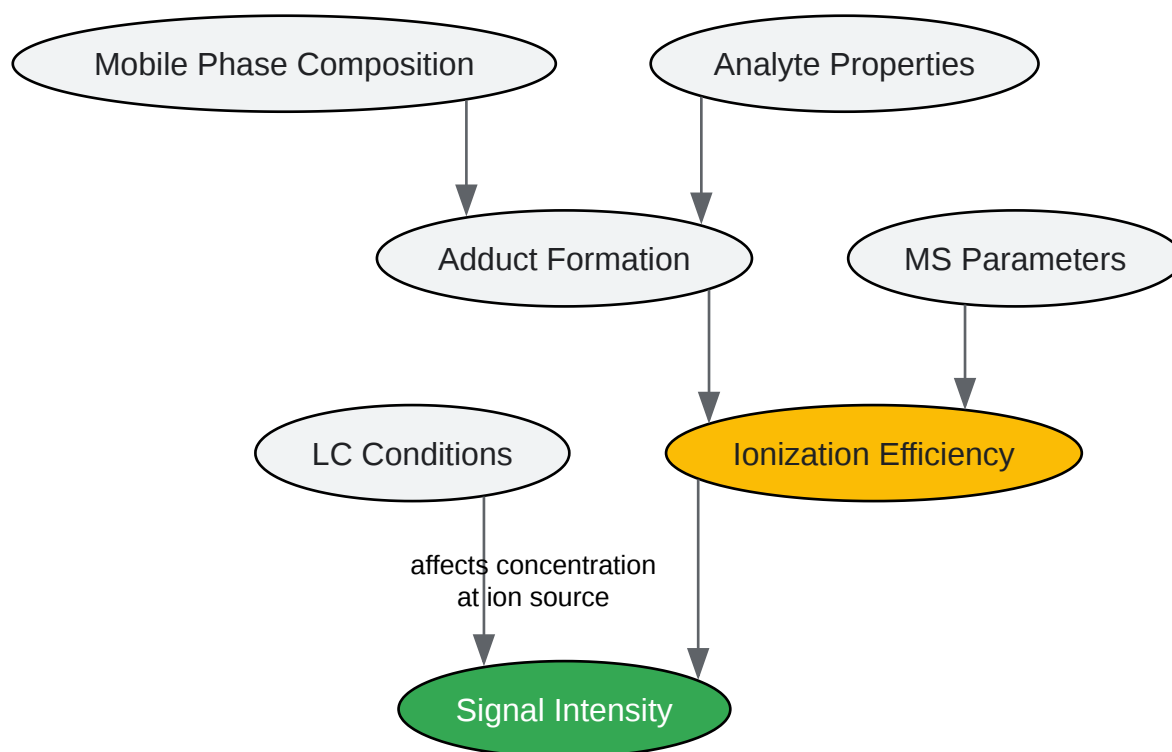 Mobile Phase Composition
Analyte Properties
Adduct Formation
MS Parameters
LC Conditions
Ionization Efficiency
affects concentration
at ion source
Signal Intensity